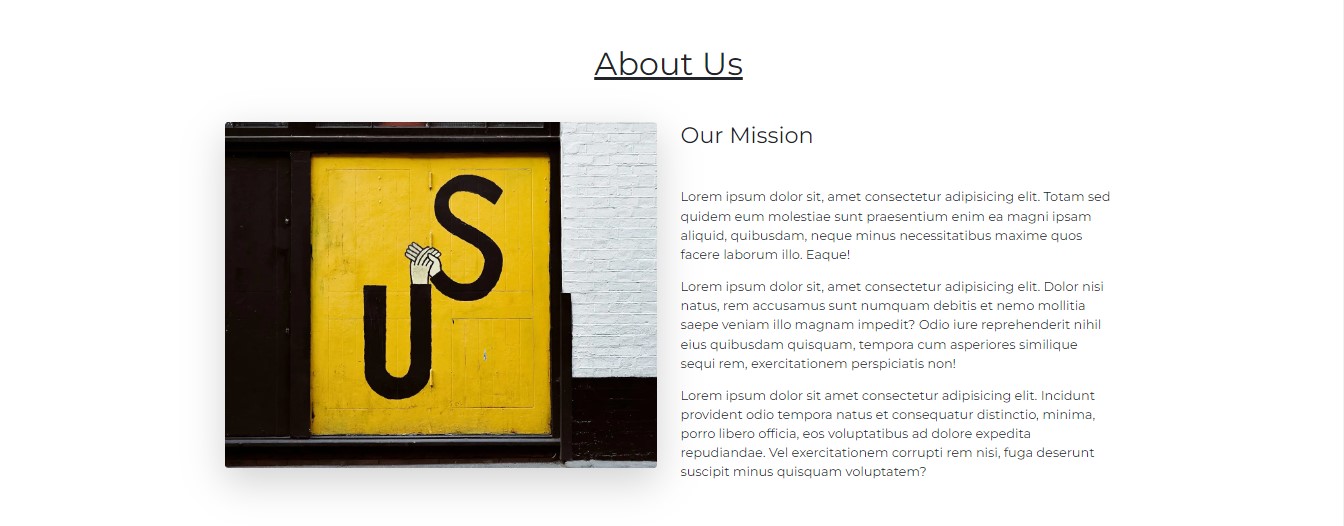 About Us
US
Our Mission
Lorem ipsum dolor sit, amet consectetur adipisicing elit. Totam sed
quidem eum molestiae sunt praesentium enim ea magni ipsam
aliquid, quibusdam, neque minus necessitatibus maxime quos
facere laborum illo. Eaque!
Lorem ipsum dolor sit, amet consectetur adipisicing elit. Dolor nisi
natus, rem accusamus sunt numquam debitis et nemo mollitia
saepe veniam illo magnam impedit? Odio iure reprehenderit nihil
eius quibusdam quisquam, tempora cum asperiores similique
sequi rem, exercitationem perspiciatis non!
Lorem ipsum dolor sit amet consectetur adipisicing elit. Incidunt
provident odio tempora natus et consequatur distinctio, minima,
porro libero officia, eos voluptatibus ad dolore expedita
repudiandae. Vel exercitationem corrupti rem nisi, fuga deserunt
suscipit minus quisquam voluptatem?